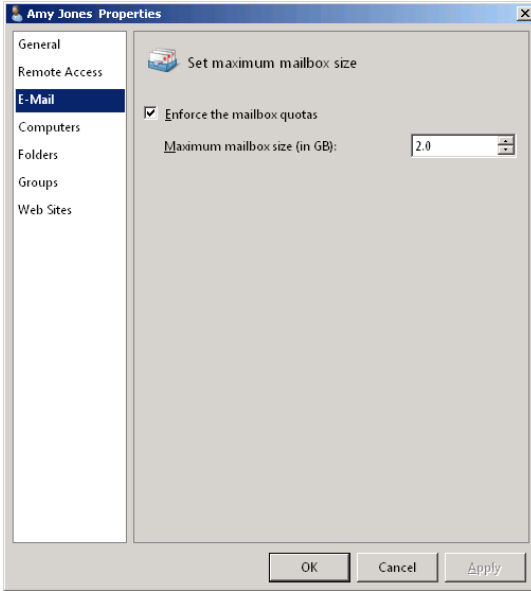 Amy Jones Properties
General
Remote Access
E-Mail
Computers
Folders
Groups
Web Sites
Set maximum mailbox size
Enforce the mailbox quotas
Maximum mailbox size (in GB): 2.0
OK Cancel Apply